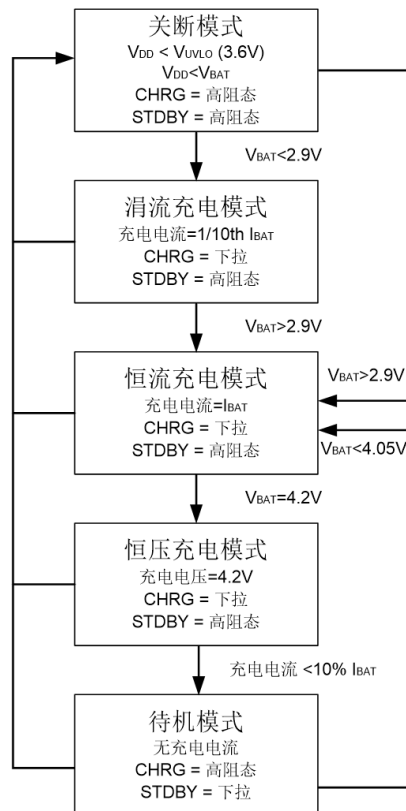 关断模式
VDD < VUVLO (3.6V)
VDD<VBAT
CHRG = 高阻态
STDBY = 高阻态
VBAT<2.9V
涓流充电模式
充电电流=1/10th IBAT
CHRG = 下拉
STDBY = 高阻态
VBAT>2.9V
恒流充电模式
充电电流=IBAT
CHRG = 下拉
STDBY = 高阻态
VBAT>2.9V
VBAT<4.05V
VBAT=4.2V
恒压充电模式
充电电压=4.2V
CHRG = 下拉
STDBY = 高阻态
充电电流 <10% IBAT
待机模式
无充电电流
CHRG = 高阻态
STDBY = 下拉